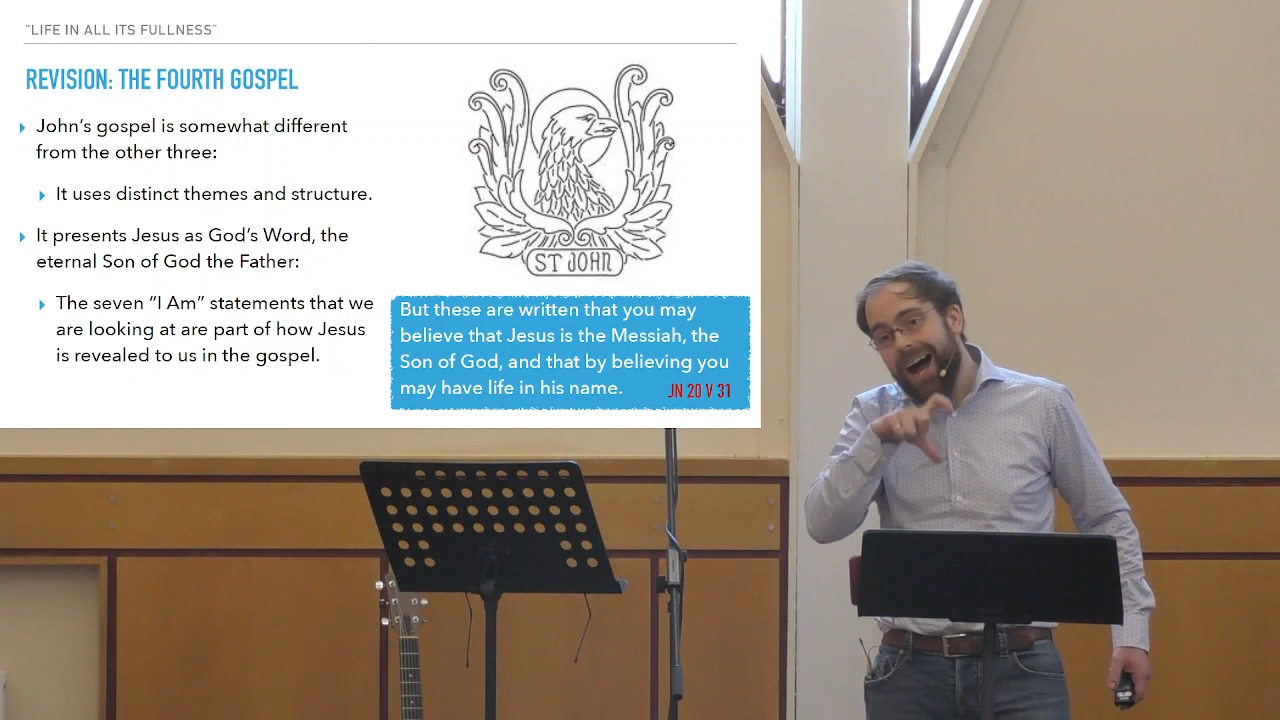 "LIFE IN ALL ITS FULLNESS"
REVISION: THE FOURTH GOSPEL
John's gospel is somewhat different
from the other three:
It uses distinct themes and structure.
It presents Jesus as God's Word, the
eternal Son of God the Father:
The seven "I Am" statements that we
are looking at are part of how Jesus
is revealed to us in the gospel.
ST JOHN
But these are written that you may
believe that Jesus is the Messiah, the
Son of God, and that by believing you
may have life in his name.
JN 20 V 31